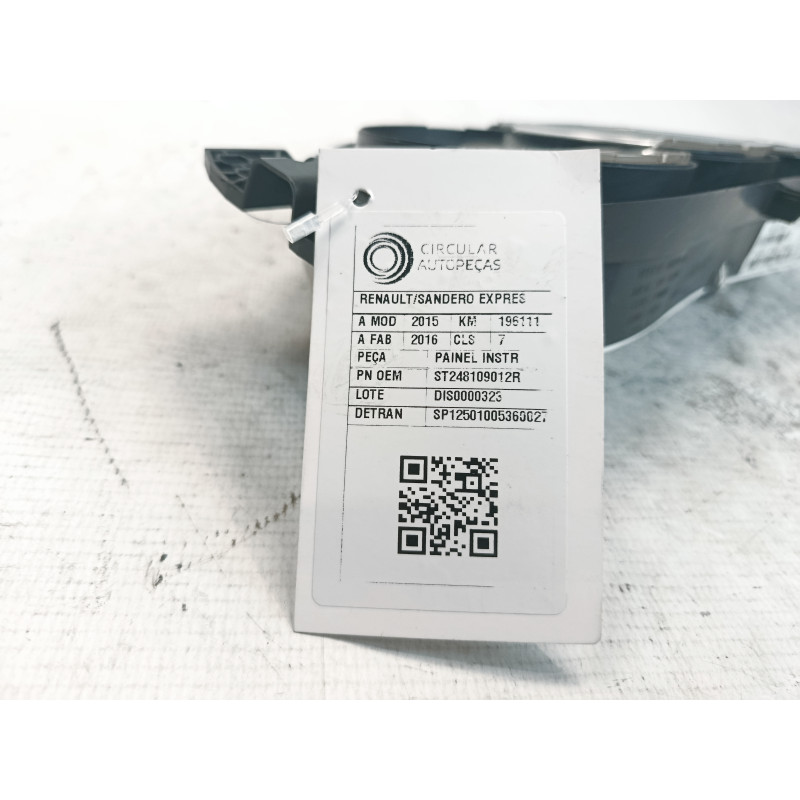 CIRCULAR
AUTOPEÇAS
RENAULT/SANDERO EXPRES
A MOD 2015 KM 196111
A FAB 2016 CLS 7
PEÇA PAINEL INSTR
PN OEM ST248109012R
LOTE DIS0000323
DETRAN